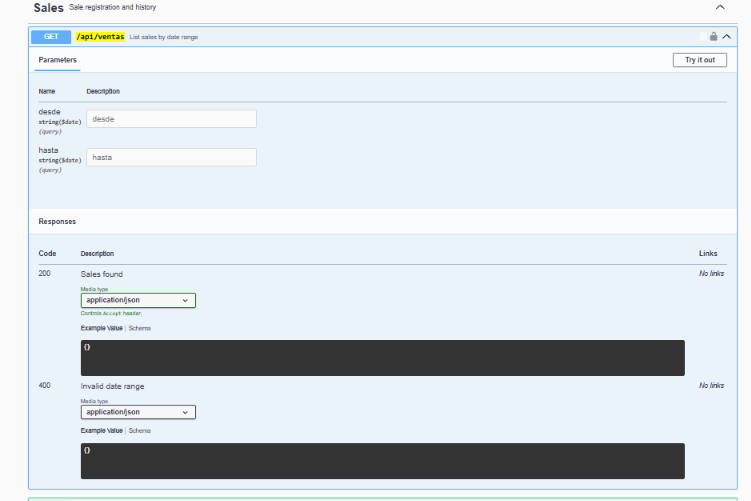 Sales Sale registration and history
GET /api/ventas List sales by date range
Parameters Try it out
Name Description
desde
string($date) desde
(query)
hasta
string($date) hasta
(query)
Responses
Code Description Links
200 Sales found No links
Media type
application/json
Controls Accept header.
Example Value | Schema
{}
400 Invalid date range No links
Media type
application/json
Example Value | Schema
{}